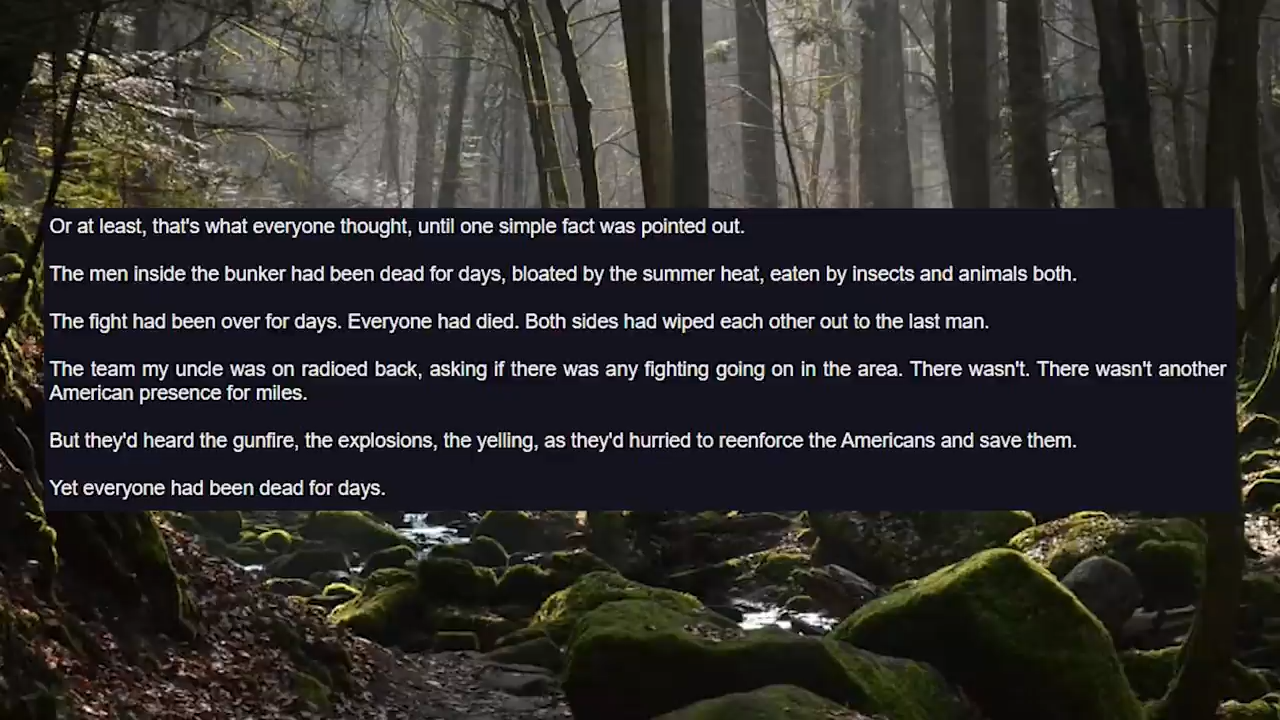 Or at least, that's what everyone thought, until one simple fact was pointed out.
The men inside the bunker had been dead for days, bloated by the summer heat, eaten by insects and animals both.
The fight had been over for days. Everyone had died. Both sides had wiped each other out to the last man.
The team my uncle was on radioed back, asking if there was any fighting going on in the area. There wasn't. There wasn't another
American presence for miles.
But they'd heard the gunfire, the explosions, the yelling, as they'd hurried to reenforce the Americans and save them.
Yet everyone had been dead for days.